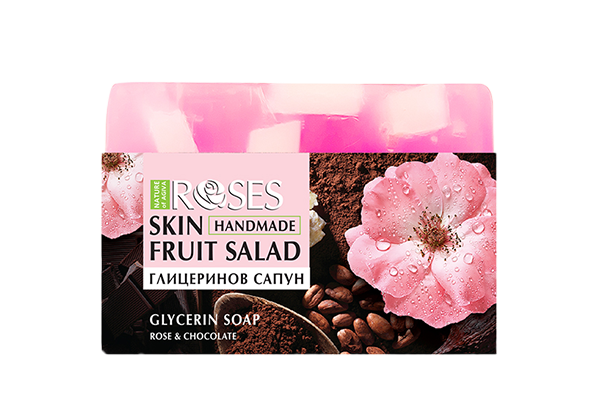 NATURE
of AGIVA
ROSES
SKIN HANDMADE
FRUIT SALAD
ГЛИЦЕРИНОВ САПУН
GLYCERIN SOAP
ROSE & CHOCOLATE